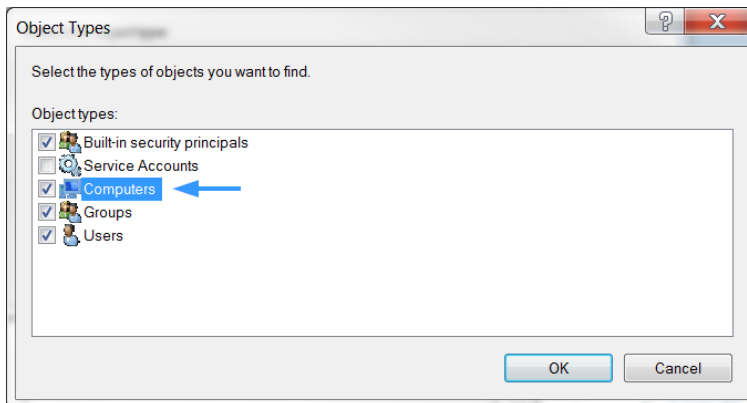 Object Types
Select the types of objects you want to find.
Object types:
Built-in security principals
Service Accounts
Computers
Groups
Users
OK
Cancel